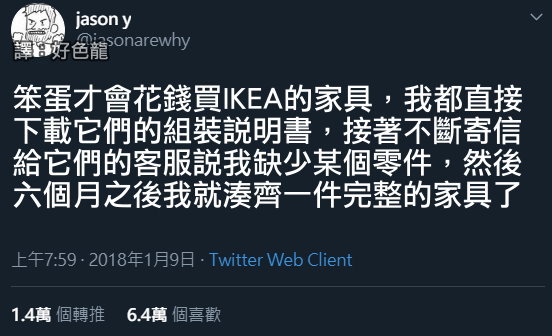 jason y
@jasonarewhy
譯者 好色龍
笨蛋才會花錢買IKEA的家具，我都直接
下載它們的組裝說明書，接著不斷寄信
給它們的客服說我缺少某個零件，然後
六個月之後我就湊齊一件完整的家具了
上午7:59 · 2018年1月9日 · Twitter Web Client
1.4萬 個轉推 6.4萬 個喜歡